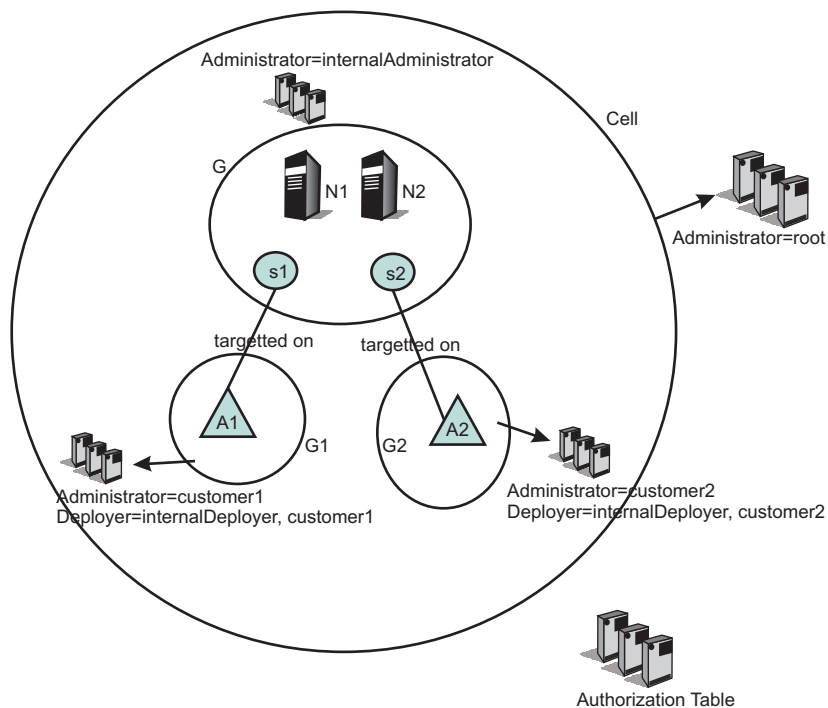 Administrator=internalAdministrator
Cell
G
N1
N2
Administrator=root
s1
s2
targetted on
targetted on
A1
A2
G1
G2
Administrator=customer1
Deployer=internalDeployer, customer1
Administrator=customer2
Deployer=internalDeployer, customer2
Authorization Table